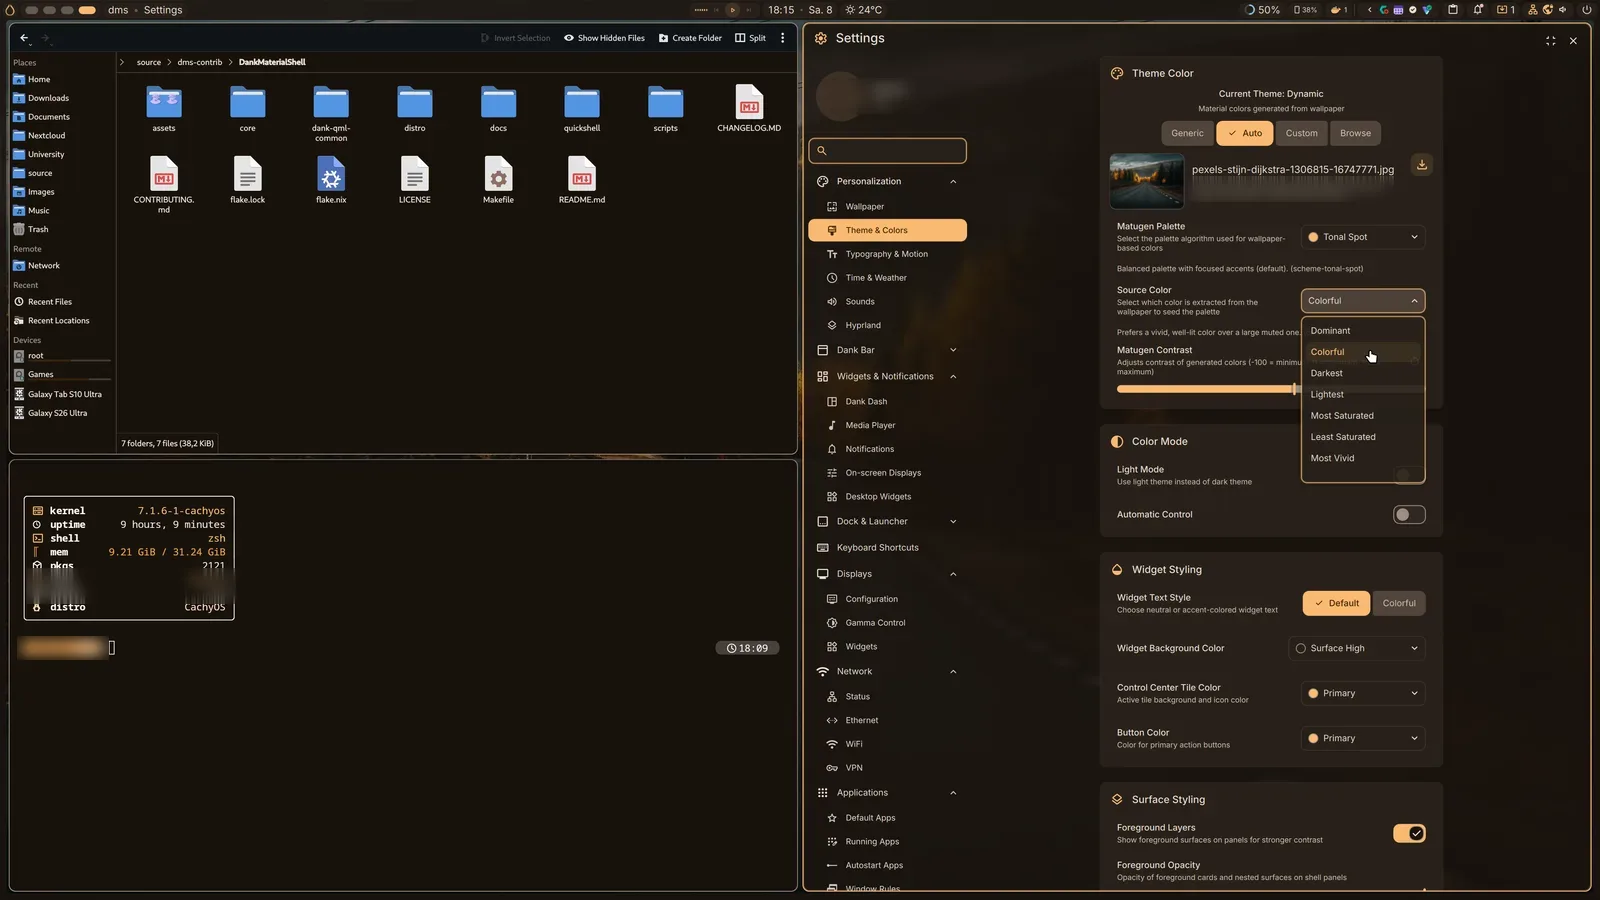 dms Settings
18:15 Sa. 8 24°C
50% 38% 1 1
Invert Selection Show Hidden Files Create Folder Split
Places
Home
Downloads
Documents
Nextcloud
University
source
Images
Music
Trash
Remote
Network
Recent
Recent Files
Recent Locations
Devices
root
Games
Galaxy Tab S10 Ultra
Galaxy S26 Ultra
source dms-contrib DankMaterialShell
assets core dank-qml-common distro docs quickshell scripts CHANGELOG.MD
CONTRIBUTING.md flake.lock flake.nix LICENSE Makefile README.md
7 folders, 7 files (38,2 KiB)
kernel 7.1.6-1-cachyos
uptime 9 hours, 9 minutes
shell zsh
mem 9.21 GiB / 31.24 GiB
pkgs 2121
distro CachyOS
18:09
Settings
Personalization
Wallpaper
Theme & Colors
Typography & Motion
Time & Weather
Sounds
Hyprland
Dank Bar
Widgets & Notifications
Dank Dash
Media Player
Notifications
On-screen Displays
Desktop Widgets
Dock & Launcher
Keyboard Shortcuts
Displays
Configuration
Gamma Control
Widgets
Network
Status
Ethernet
WiFi
VPN
Applications
Default Apps
Running Apps
Autostart Apps
Window Rules
Theme Color
Current Theme: Dynamic
Material colors generated from wallpaper
Generic Auto Custom Browse
pexels-stijn-dijkstra-1306815-16747771.jpg
Matugen Palette
Select the palette algorithm used for wallpaper-
based colors
Tonal Spot
Balanced palette with focused accents (default). (scheme-tonal-spot)
Source Color
Select which color is extracted from the
wallpaper to seed the palette
Colorful
Prefers a vivid, well-lit color over a large muted one.
Matugen Contrast
Adjusts contrast of generated colors (-100 = minimu
maximum)
Dominant
Colorful
Darkest
Lightest
Most Saturated
Least Saturated
Most Vivid
Color Mode
Light Mode
Use light theme instead of dark theme
Automatic Control
Widget Styling
Widget Text Style
Choose neutral or accent-colored widget text
Default Colorful
Widget Background Color
Surface High
Control Center Tile Color
Active tile background and icon color
Primary
Button Color
Color for primary action buttons
Primary
Surface Styling
Foreground Layers
Show foreground surfaces on panels for stronger contrast
Foreground Opacity
Opacity of foreground cards and nested surfaces on shell panels